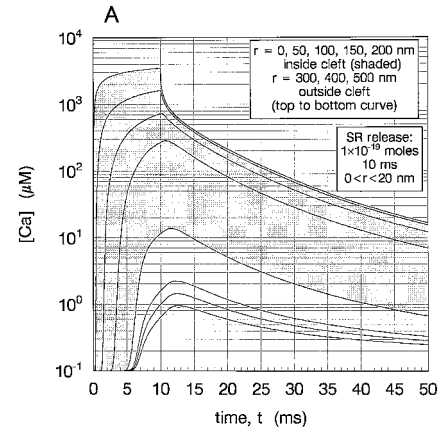 A
r = 0, 50, 100, 150, 200 nm
inside cleft (shaded)
r = 300, 400, 500 nm
outside cleft
(top to bottom curve)
SR release:
1×10⁻¹⁹ moles
10 ms
0<r<20 nm
[Ca] (μM)
10⁴
10³
10²
10¹
10⁰
10⁻¹
0 5 10 15 20 25 30 35 40 45 50
time, t (ms)